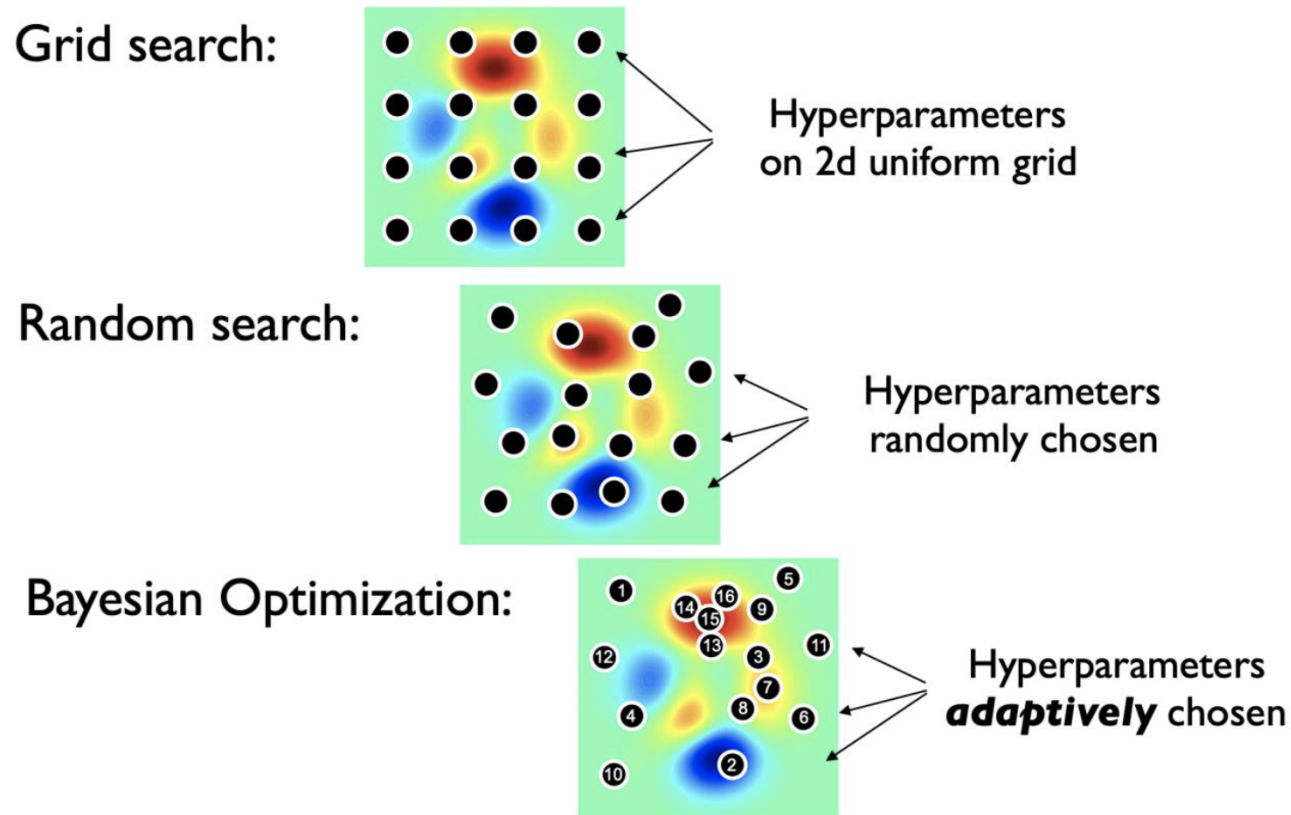 Grid search:
Hyperparameters
on 2d uniform grid
Random search:
Hyperparameters
randomly chosen
Bayesian Optimization:
1
5
14
16
9
15
13
11
12
3
7
4
8
6
2
10
Hyperparameters
adaptively chosen